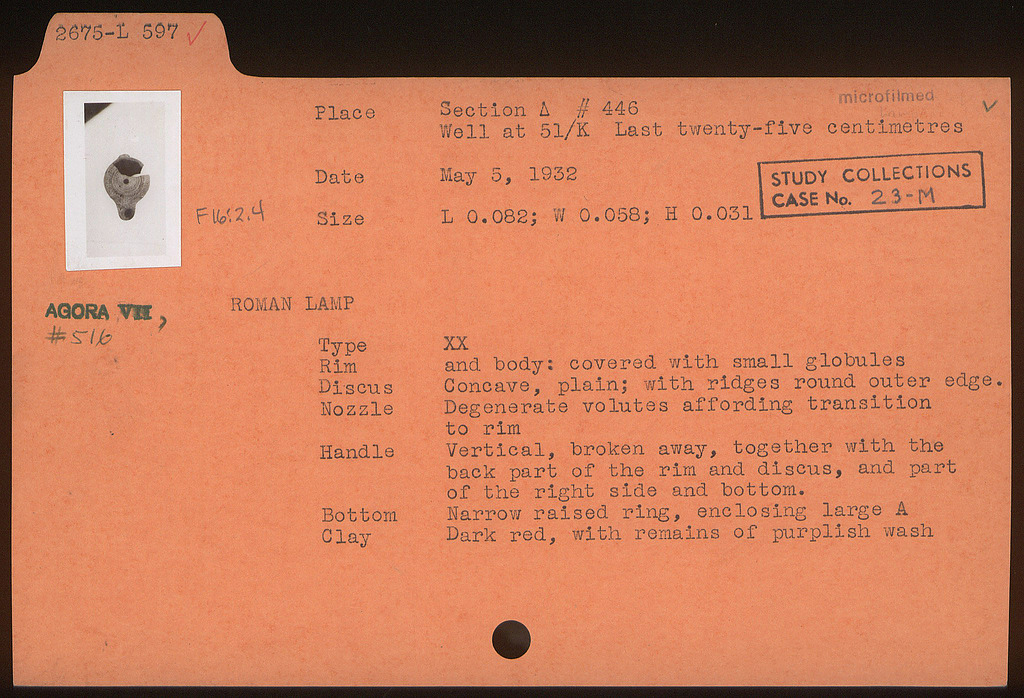 2675-L 597 ✓
microfilmed
✓
Place Section Δ # 446
Well at 51/K Last twenty-five centimetres
Date May 5, 1932
STUDY COLLECTIONS
CASE No. 23-M
F16:2.4
Size L 0.082; W 0.058; H 0.031
AGORA VII,
#516
ROMAN LAMP
Type XX
Rim and body: covered with small globules
Discus Concave, plain; with ridges round outer edge.
Nozzle Degenerate volutes affording transition
to rim
Handle Vertical, broken away, together with the
back part of the rim and discus, and part
of the right side and bottom.
Bottom Narrow raised ring, enclosing large A
Clay Dark red, with remains of purplish wash